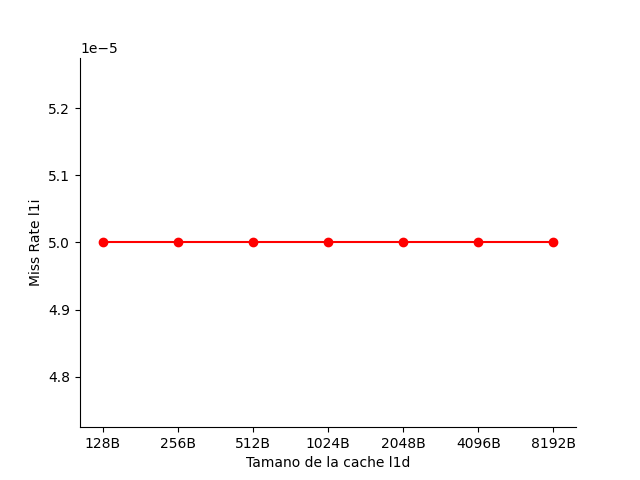 1e−5
5.2
5.1
5.0
4.9
4.8
Miss Rate l1i
128B 256B 512B 1024B 2048B 4096B 8192B
Tamano de la cache l1d